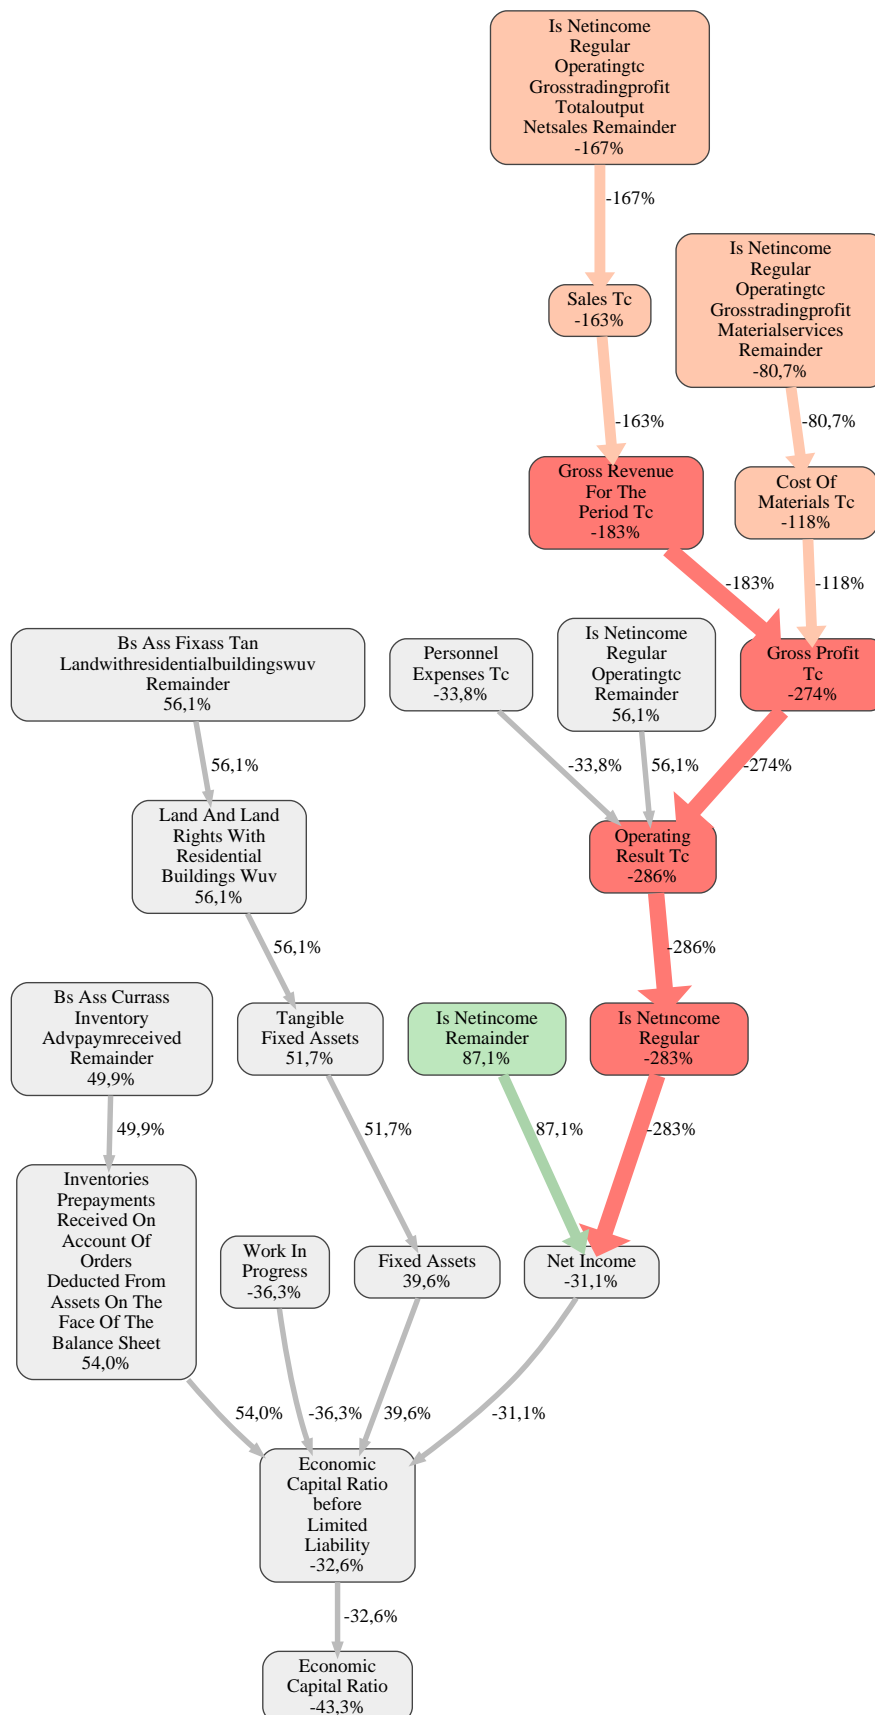 Is Netincome
Regular
Operatingtc
Grosstradingprofit
Totaloutput
Netsales Remainder
-167%
-167%
Is Netincome
Regular
Operatingtc
Grosstradingprofit
Materialservices
Remainder
-80,7%
Sales Tc
-163%
-163%
-80,7%
Gross Revenue
For The
Period Tc
-183%
Cost Of
Materials Tc
-118%
-183%
-118%
Bs Ass Fixass Tan
Landwithresidentialbuildingswuv
Remainder
56,1%
Personnel
Expenses Tc
-33,8%
Is Netincome
Regular
Operatingtc
Remainder
56,1%
Gross Profit
Tc
-274%
56,1%
-33,8%
56,1%
-274%
Land And Land
Rights With
Residential
Buildings Wuv
56,1%
Operating
Result Tc
-286%
56,1%
-286%
Bs Ass Currass
Inventory
Advpaymreceived
Remainder
49,9%
Tangible
Fixed Assets
51,7%
Is Netincome
Remainder
87,1%
Is Netincome
Regular
-283%
49,9%
51,7%
87,1%
-283%
Inventories
Prepayments
Received On
Account Of
Orders
Deducted From
Assets On The
Face Of The
Balance Sheet
54,0%
Work In
Progress
-36,3%
Fixed Assets
39,6%
Net Income
-31,1%
54,0%
-36,3%
39,6%
-31,1%
Economic
Capital Ratio
before
Limited
Liability
-32,6%
-32,6%
Economic
Capital Ratio
-43,3%